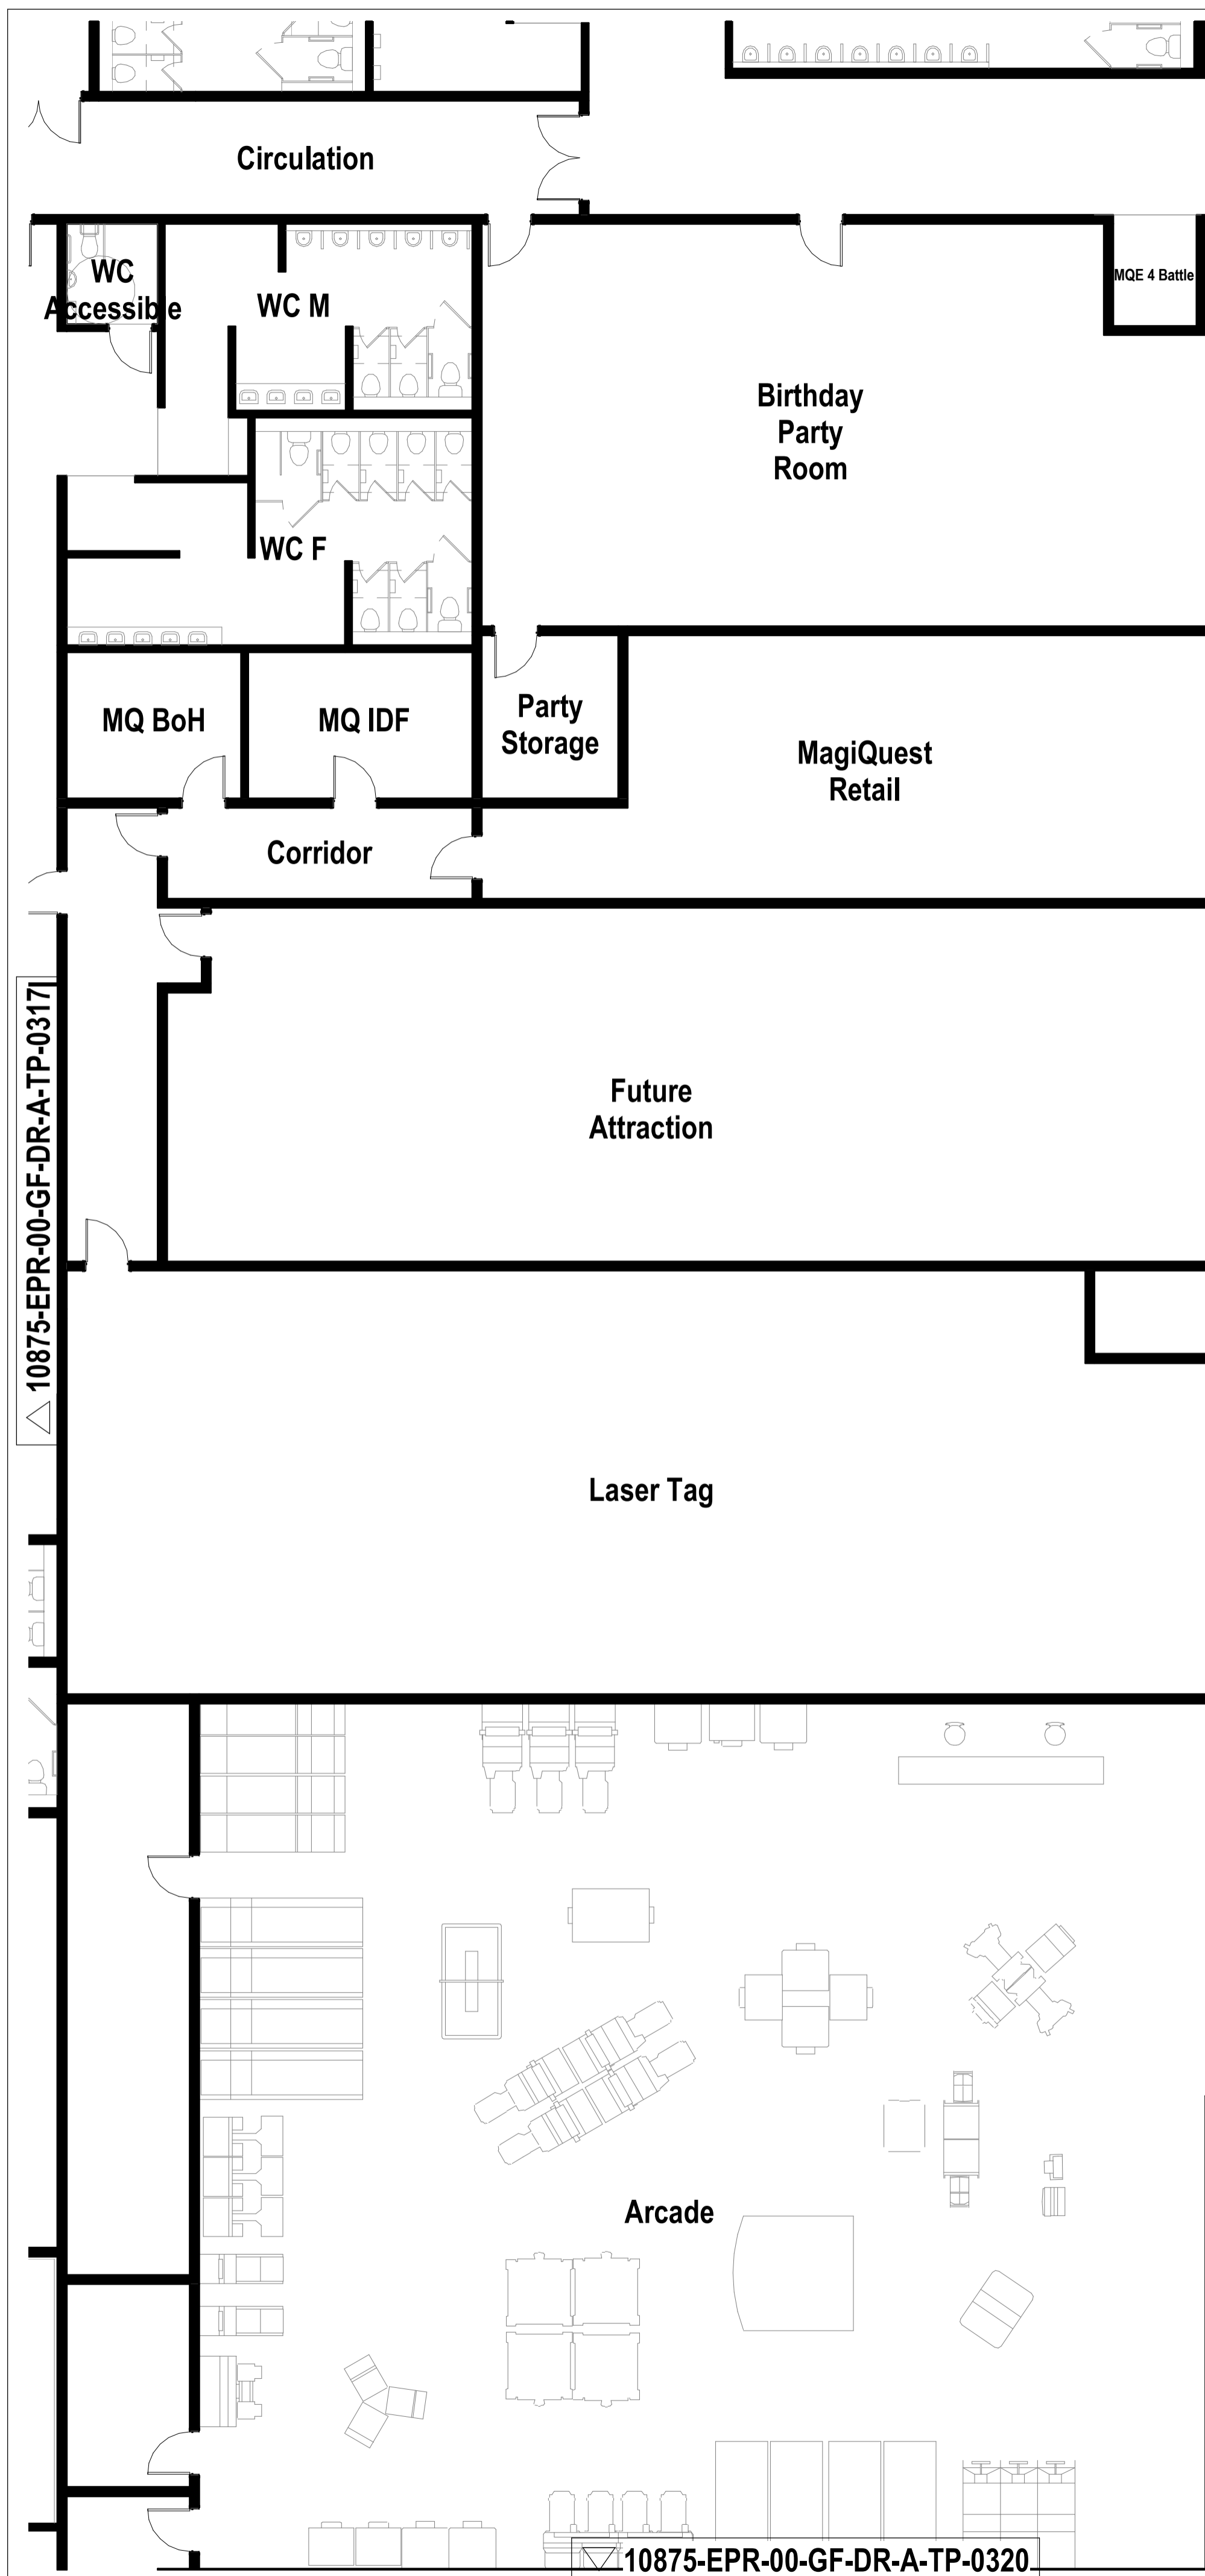 Circulation
WC
Accessible
WC M
MQE 4 Battle
Birthday
Party
Room
WC F
MQ BoH
MQ IDF
Party
Storage
MagiQuest
Retail
Corridor
10875-EPR-00-GF-DR-A-TP-0317
Future
Attraction
Laser Tag
Arcade
10875-EPR-00-GF-DR-A-TP-0320